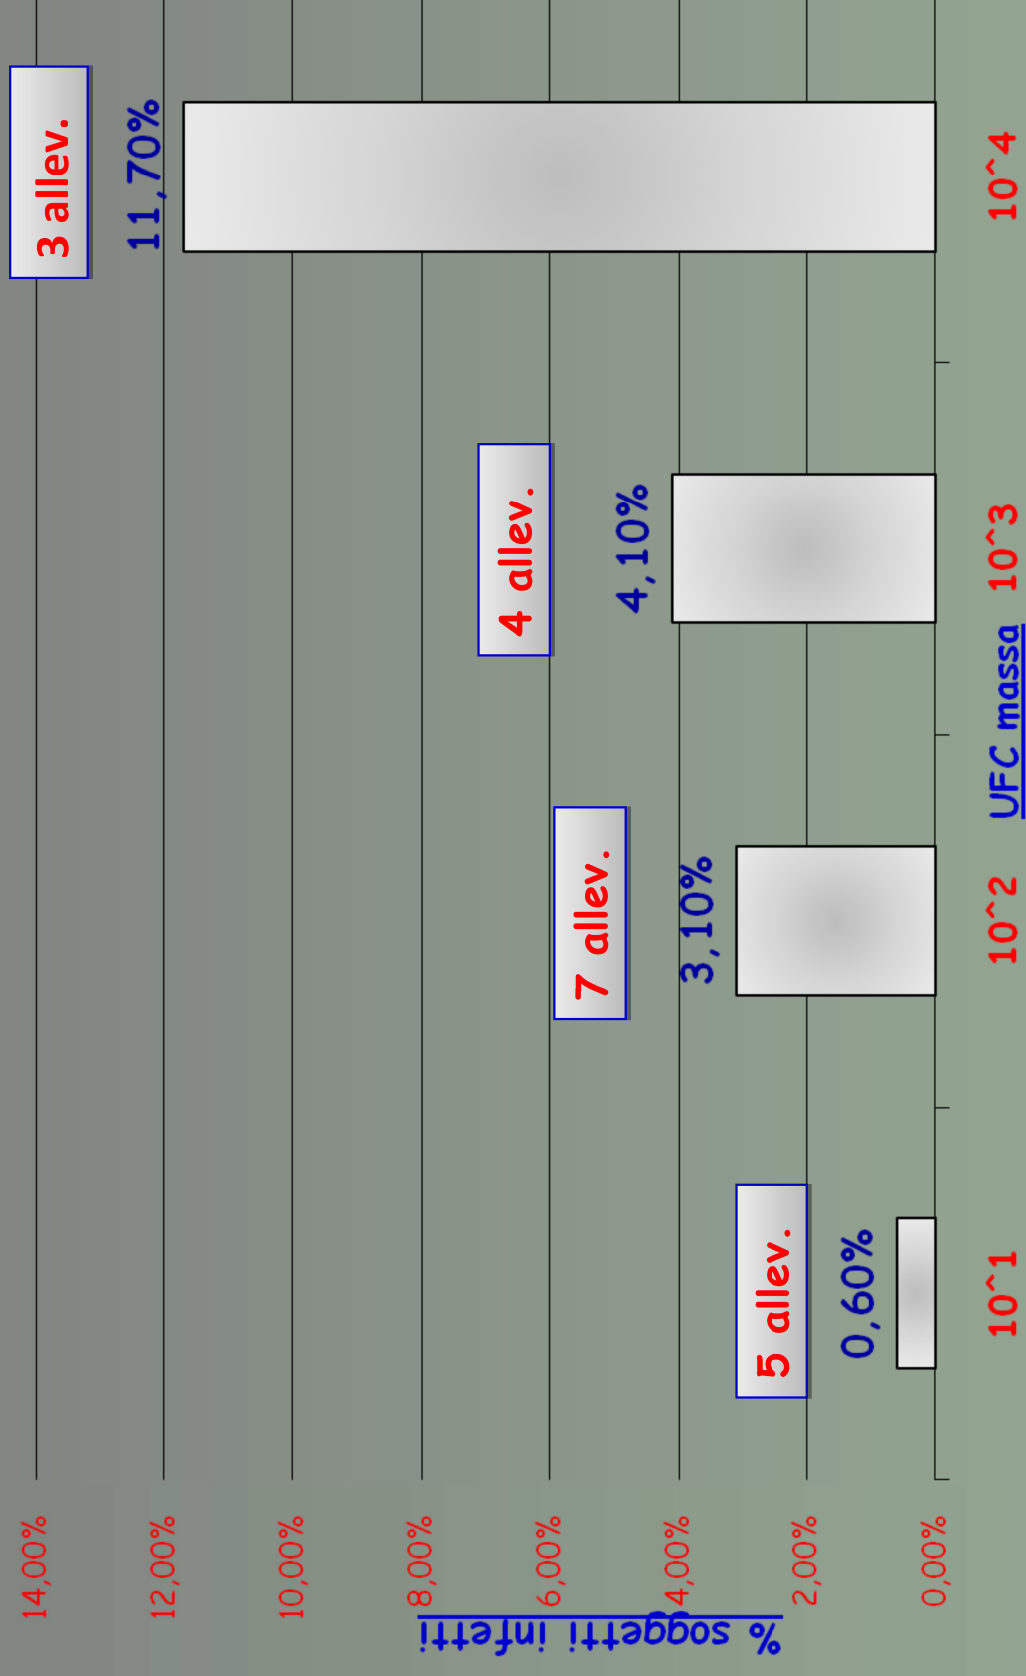 14,00%
12,00%
10,00%
8,00%
6,00%
4,00%
2,00%
0,00%
% soggetti infetti
5 allev.
0,60%
7 allev.
3,10%
4 allev.
4,10%
3 allev.
11,70%
10^1
10^2
10^3
10^4
UFC massa